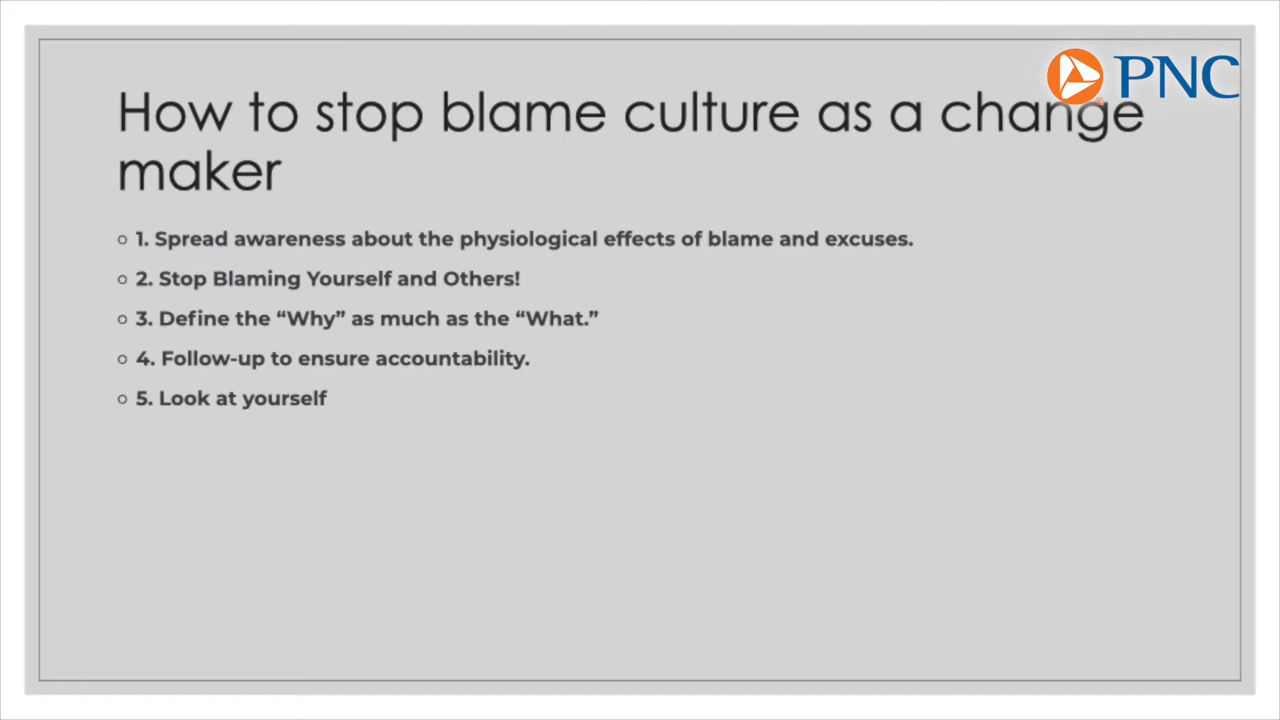 PNC
How to stop blame culture as a change
maker
○ 1. Spread awareness about the physiological effects of blame and excuses.
○ 2. Stop Blaming Yourself and Others!
○ 3. Define the “Why” as much as the “What.”
○ 4. Follow-up to ensure accountability.
○ 5. Look at yourself